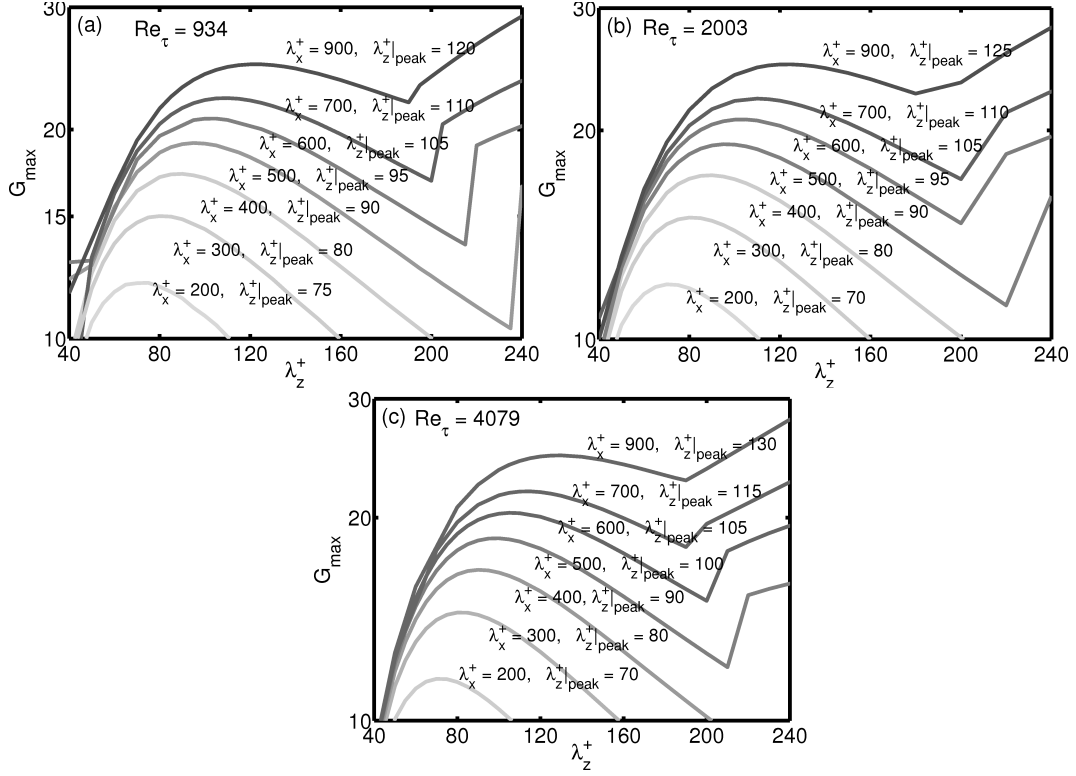 (a) Re_τ = 934
λ_x^+ = 900, λ_z^+|_peak = 120
λ_x^+ = 700, λ_z^+|_peak = 110
λ_x^+ = 600, λ_z^+|_peak = 105
λ_x^+ = 500, λ_z^+|_peak = 95
λ_x^+ = 400, λ_z^+|_peak = 90
λ_x^+ = 300, λ_z^+|_peak = 80
λ_x^+ = 200, λ_z^+|_peak = 75
30
20
15
10
G_max
40 80 120 160 200 240
λ_z^+
(b) Re_τ = 2003
λ_x^+ = 900, λ_z^+|_peak = 125
λ_x^+ = 700, λ_z^+|_peak = 110
λ_x^+ = 600, λ_z^+|_peak = 105
λ_x^+ = 500, λ_z^+|_peak = 95
λ_x^+ = 400, λ_z^+|_peak = 90
λ_x^+ = 300, λ_z^+|_peak = 80
λ_x^+ = 200, λ_z^+|_peak = 70
30
20
10
G_max
40 80 120 160 200 240
λ_z^+
(c) Re_τ = 4079
λ_x^+ = 900, λ_z^+|_peak = 130
λ_x^+ = 700, λ_z^+|_peak = 115
λ_x^+ = 600, λ_z^+|_peak = 105
λ_x^+ = 500, λ_z^+|_peak = 100
λ_x^+ = 400, λ_z^+|_peak = 90
λ_x^+ = 300, λ_z^+|_peak = 80
λ_x^+ = 200, λ_z^+|_peak = 70
30
20
10
G_max
40 80 120 160 200 240
λ_z^+